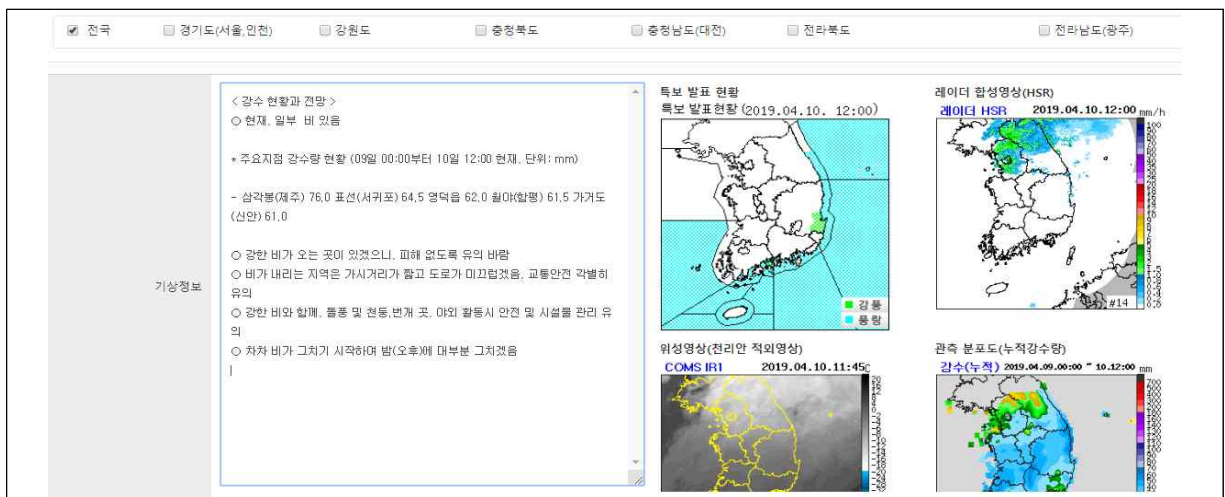 전국 경기도(서울,인천) 강원도 충청북도 충청남도(대전) 전라북도 전라남도(광주)
기상정보
< 강수 현황과 전망 >
○ 현재, 일부 비 있음
* 주요지점 강수량 현황 (09일 00:00부터 10일 12:00 현재, 단위: mm)
- 삼각봉(제주) 76.0 표선(서귀포) 64.5 영덕읍 62.0 월야(함평) 61.5 가거도
(신안) 61.0
○ 강한 비가 오는 곳이 있겠으니, 피해 없도록 유의 바람
○ 비가 내리는 지역은 가시거리가 짧고 도로가 미끄럽겠음, 교통안전 각별히
유의
○ 강한 비와 함께, 돌풍 및 천둥,번개 곳, 야외 활동시 안전 및 시설물 관리 유
의
○ 차차 비가 그치기 시작하며 밤(오후)에 대부분 그치겠음
특보 발표 현황
특보 발표현황 (2019.04.10. 12:00)
강풍
풍랑
레이더 합성영상(HSR)
레이더 HSR 2019.04.10.12:00 mm/h
#14
위성영상(천리안 적외영상)
COMS IR1 2019.04.10.11:45
관측 분포도(누적강수량)
강수(누적) 2019.04.09.00:00 ~ 10.12:00 mm